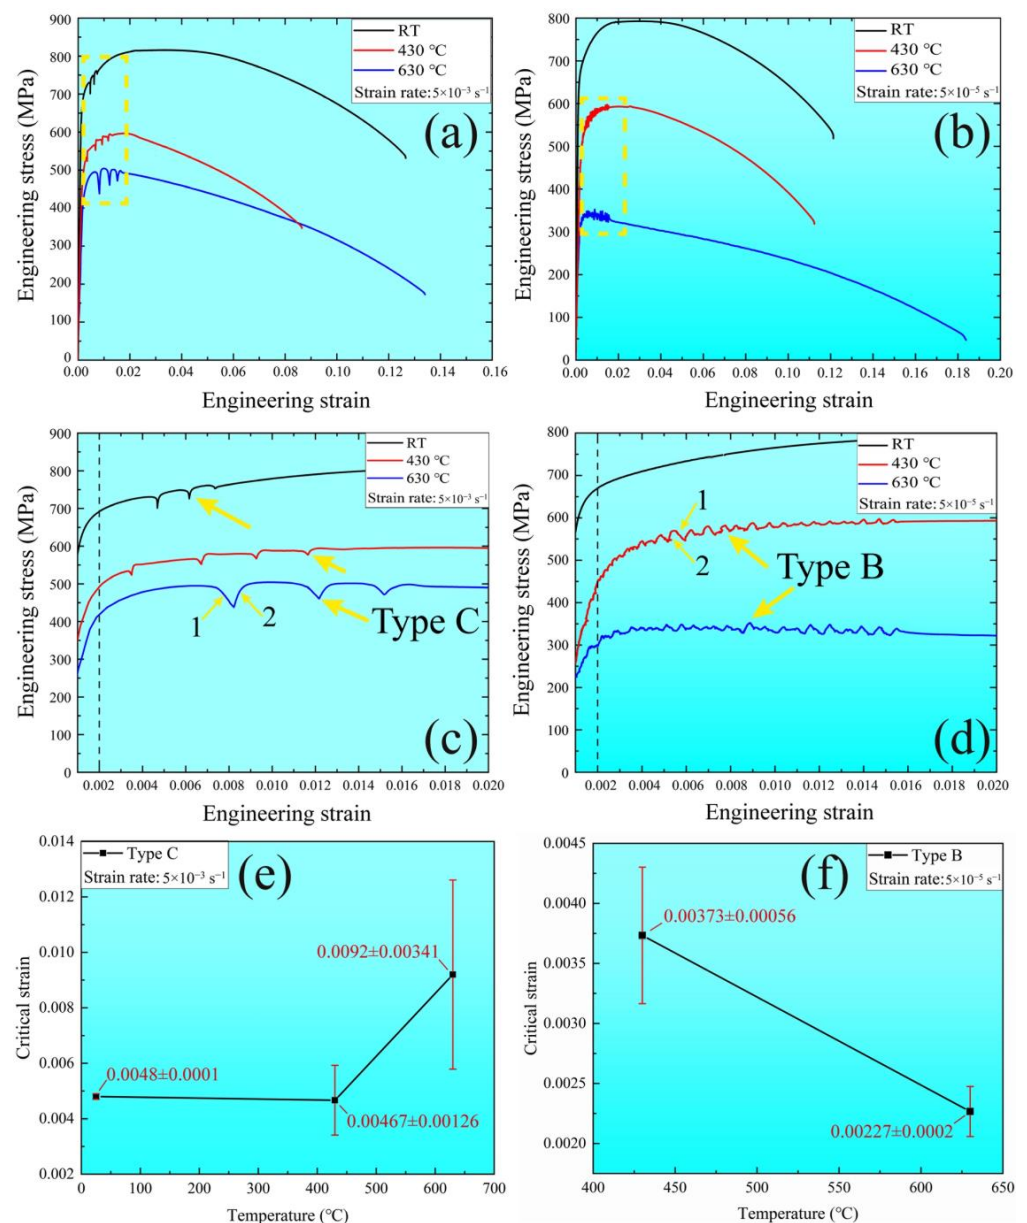 900
800
700
600
500
400
300
200
100
0
Engineering stress (MPa)
RT
430 ℃
630 ℃
Strain rate: 5×10⁻³ s⁻¹
(a)
0.00 0.02 0.04 0.06 0.08 0.10 0.12 0.14 0.16
Engineering strain
800
700
600
500
400
300
200
100
0
Engineering stress (MPa)
RT
430 ℃
630 ℃
Strain rate: 5×10⁻⁵ s⁻¹
(b)
0.00 0.02 0.04 0.06 0.08 0.10 0.12 0.14 0.16 0.18 0.20
Engineering strain
900
800
700
600
500
400
300
200
100
0
Engineering stress (MPa)
RT
430 ℃
630 ℃
Strain rate: 5×10⁻³ s⁻¹
1
2
Type C
(c)
0.002 0.004 0.006 0.008 0.010 0.012 0.014 0.016 0.018 0.020
Engineering strain
800
700
600
500
400
300
200
100
0
Engineering stress (MPa)
RT
430 ℃
630 ℃
Strain rate: 5×10⁻⁵ s⁻¹
1
2
Type B
(d)
0.002 0.004 0.006 0.008 0.010 0.012 0.014 0.016 0.018 0.020
Engineering strain
0.014
0.012
0.010
0.008
0.006
0.004
0.002
Critical strain
Type C
Strain rate: 5×10⁻³ s⁻¹
(e)
0.0092±0.00341
0.0048±0.0001
0.00467±0.00126
0 100 200 300 400 500 600 700
Temperature (℃)
0.0045
0.0040
0.0035
0.0030
0.0025
0.0020
Critical strain
Type B
Strain rate: 5×10⁻⁵ s⁻¹
(f)
0.00373±0.00056
0.00227±0.0002
400 450 500 550 600 650
Temperature (℃)